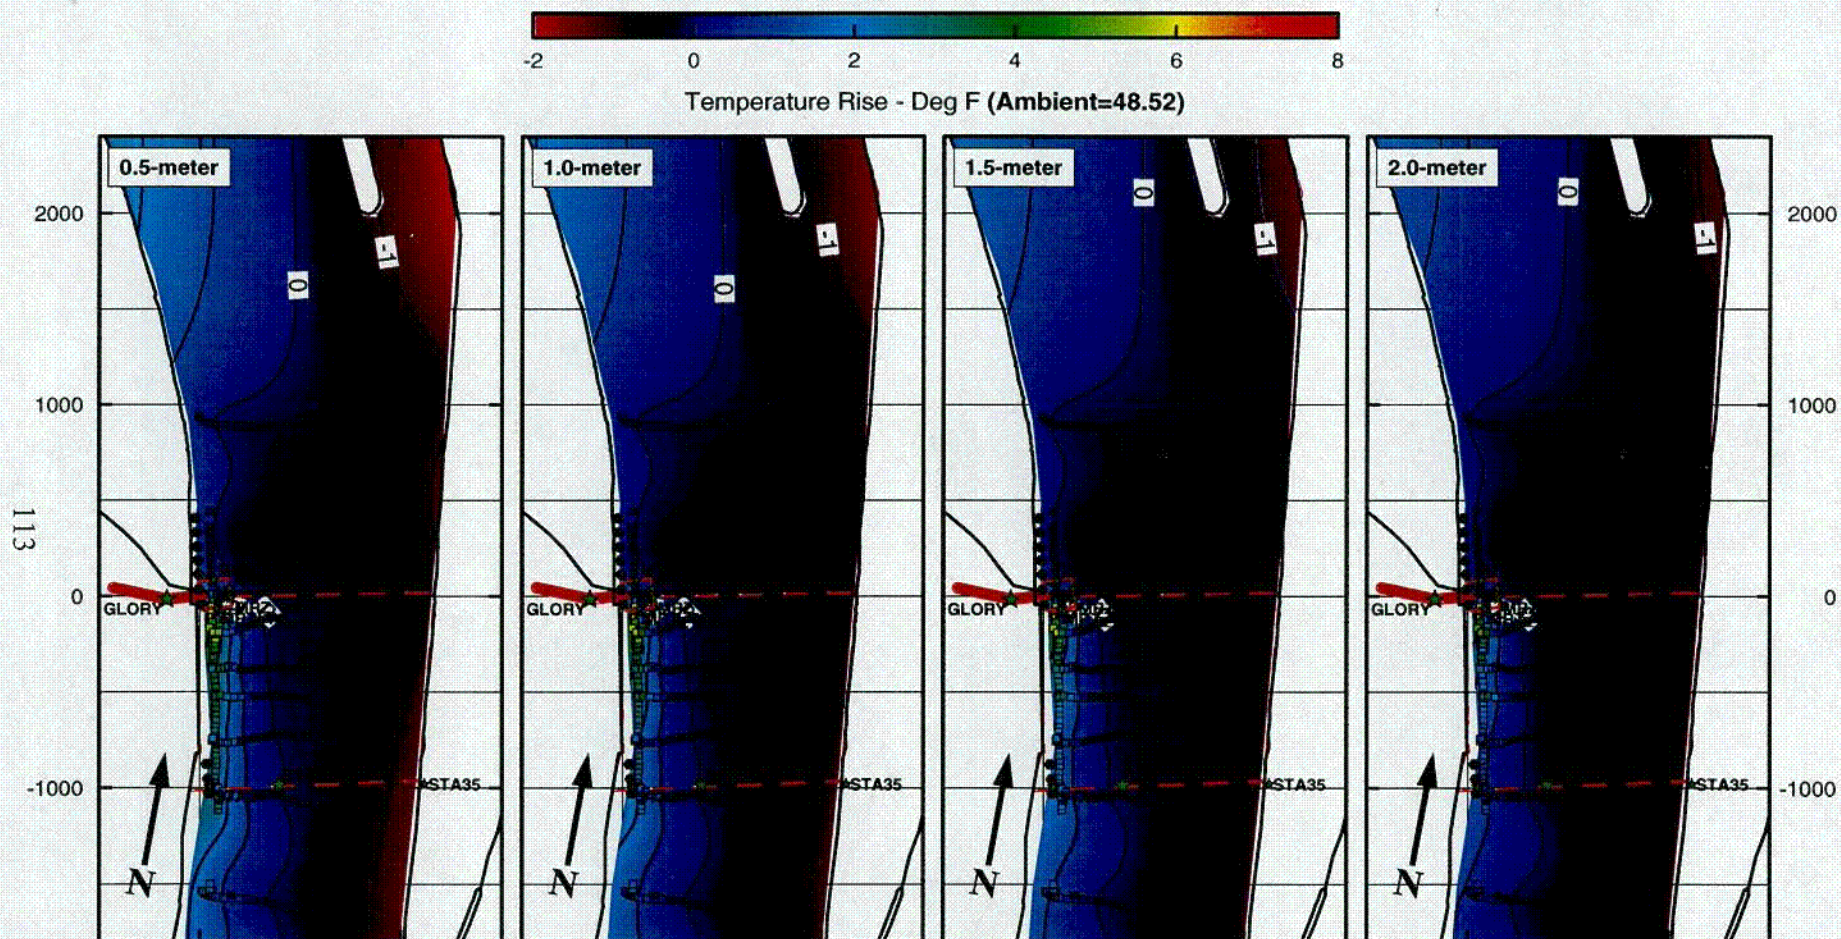 -2 0 2 4 6 8
Temperature Rise - Deg F (Ambient=48.52)
0.5-meter 1.0-meter 1.5-meter 2.0-meter
2000 2000
-1 -1 -1 -1
0 0 0 0
1000 1000
113
0 0
GLORY GLORY GLORY GLORY
-1000 STA35 STA35 STA35 STA35 -1000
N N N N